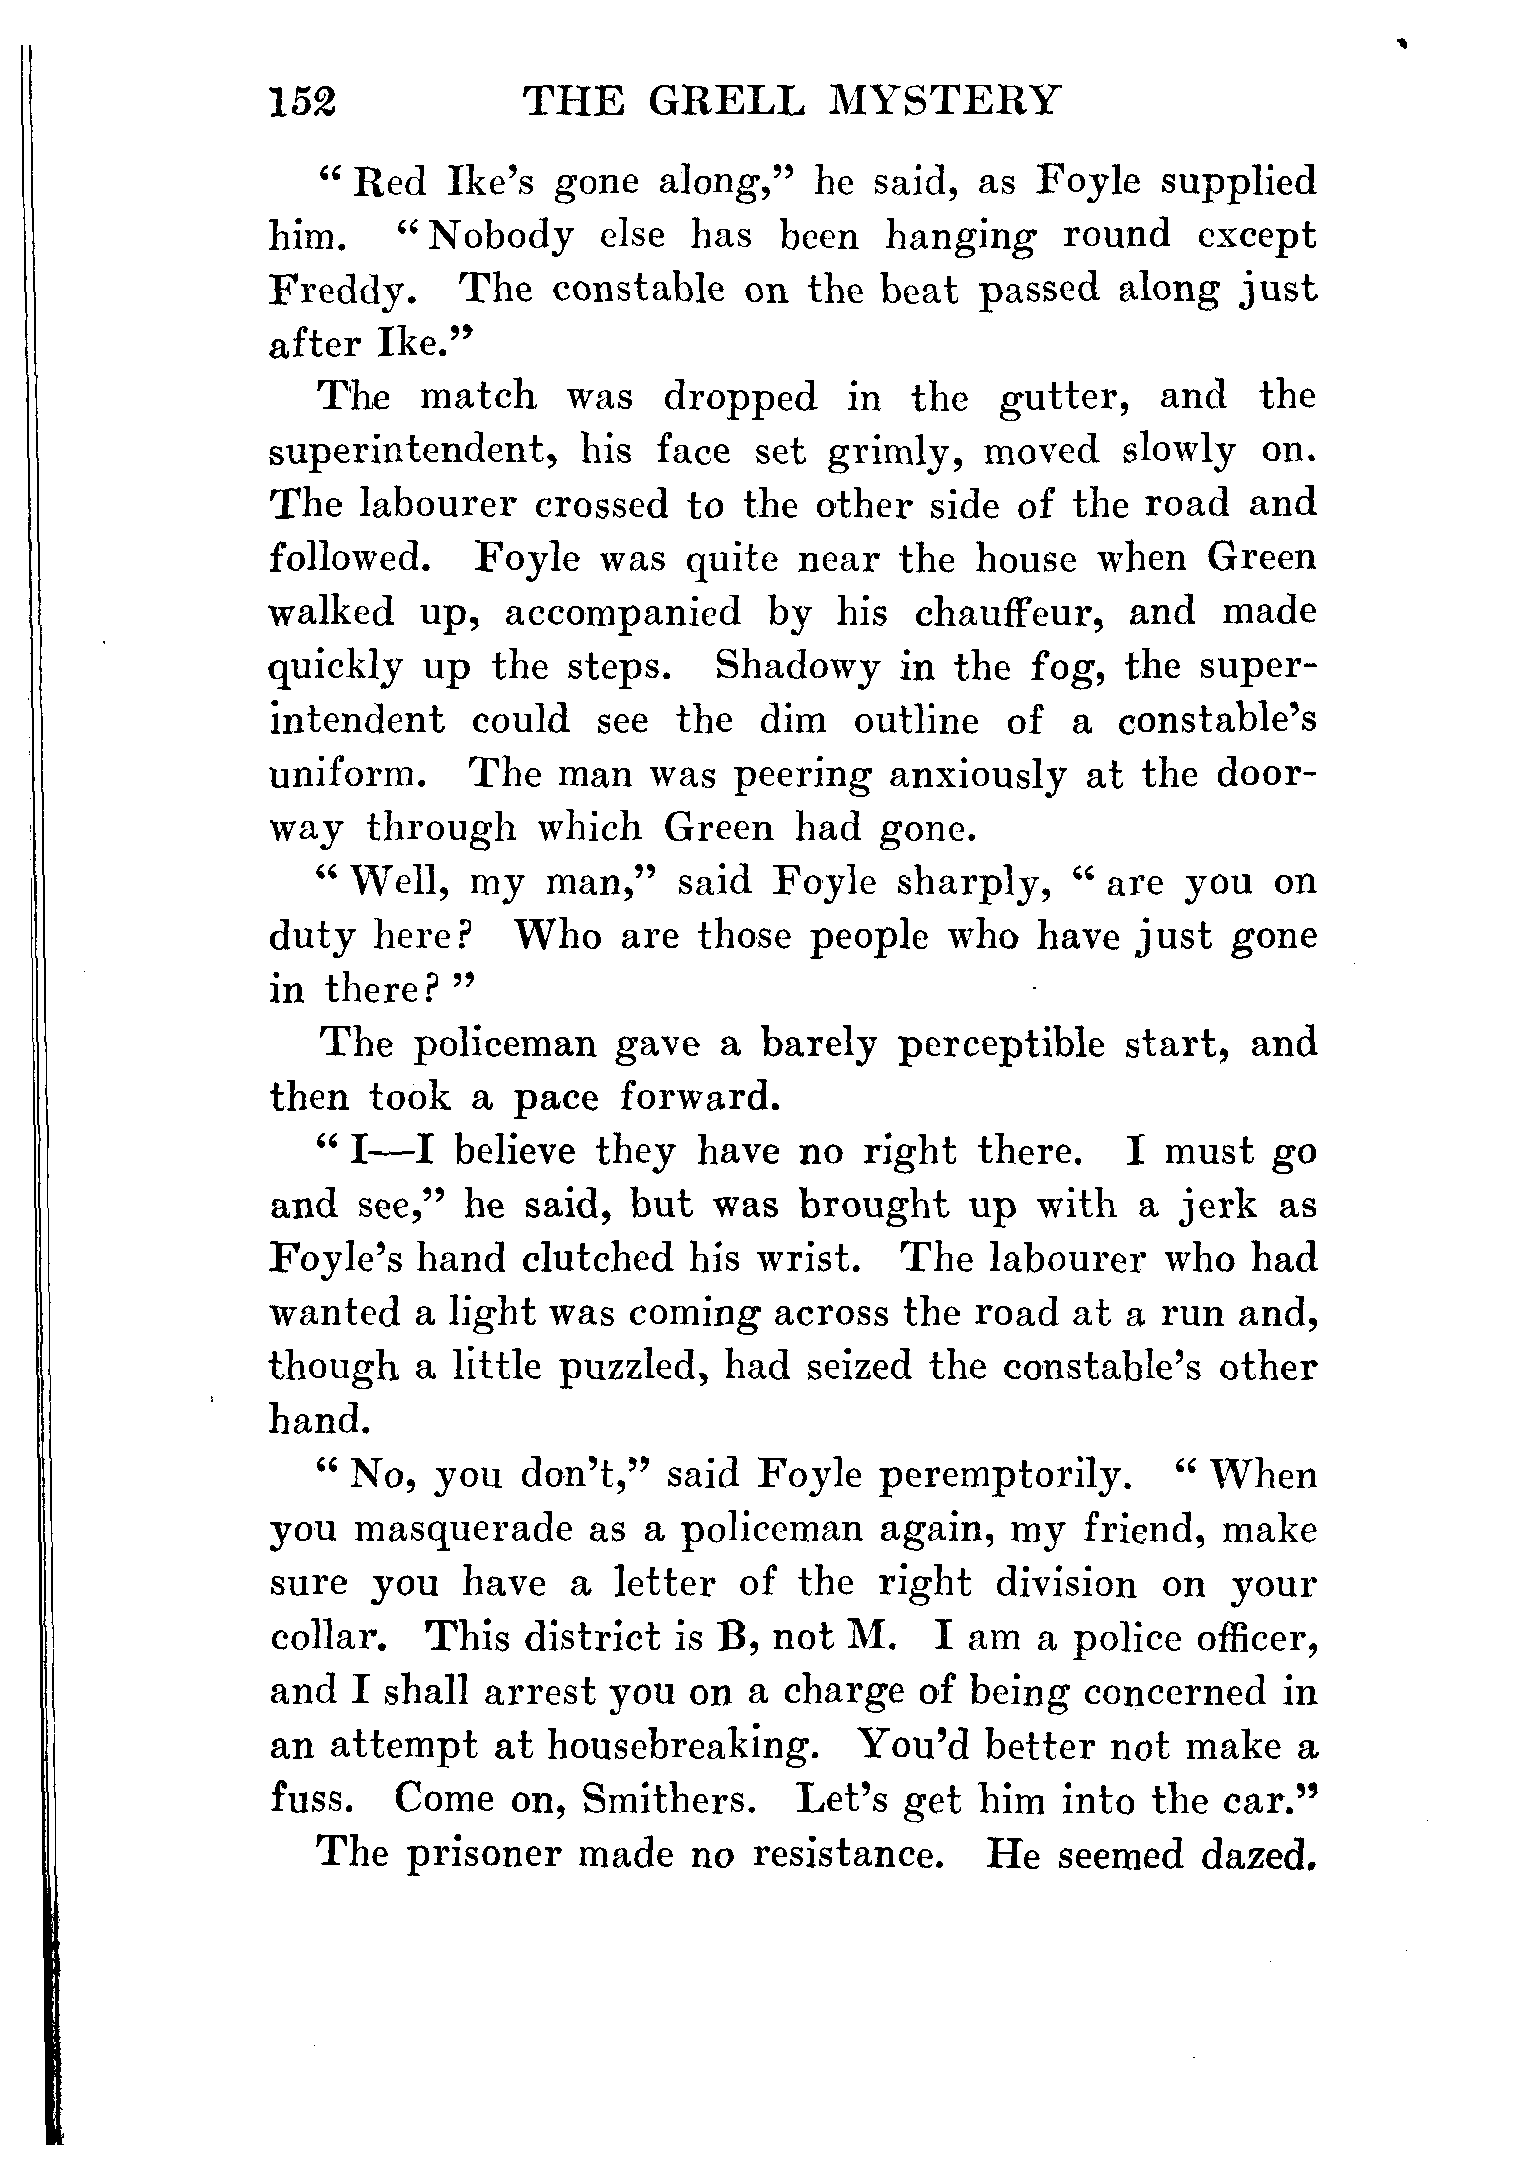 152 THE GRELL MYSTERY
“ Red Ike’s gone along,” he said, as Foyle supplied
him. “ Nobody else has been hanging round except
Freddy. The constable on the beat passed along just
after Ike.”
The match was dropped in the gutter, and the
superintendent, his face set grimly, moved slowly on.
The labourer crossed to the other side of the road and
followed. Foyle was quite near the house when Green
walked up, accompanied by his chauffeur, and made
quickly up the steps. Shadowy in the fog, the super-
intendent could see the dim outline of a constable’s
uniform. The man was peering anxiously at the door-
way through which Green had gone.
“ Well, my man,” said Foyle sharply, “ are you on
duty here? Who are those people who have just gone
in there? ”
The policeman gave a barely perceptible start, and
then took a pace forward.
“ I—I believe they have no right there. I must go
and see,” he said, but was brought up with a jerk as
Foyle’s hand clutched his wrist. The labourer who had
wanted a light was coming across the road at a run and,
though a little puzzled, had seized the constable’s other
hand.
“ No, you don’t,” said Foyle peremptorily. “ When
you masquerade as a policeman again, my friend, make
sure you have a letter of the right division on your
collar. This district is B, not M. I am a police officer,
and I shall arrest you on a charge of being concerned in
an attempt at housebreaking. You’d better not make a
fuss. Come on, Smithers. Let’s get him into the car.”
The prisoner made no resistance. He seemed dazed.